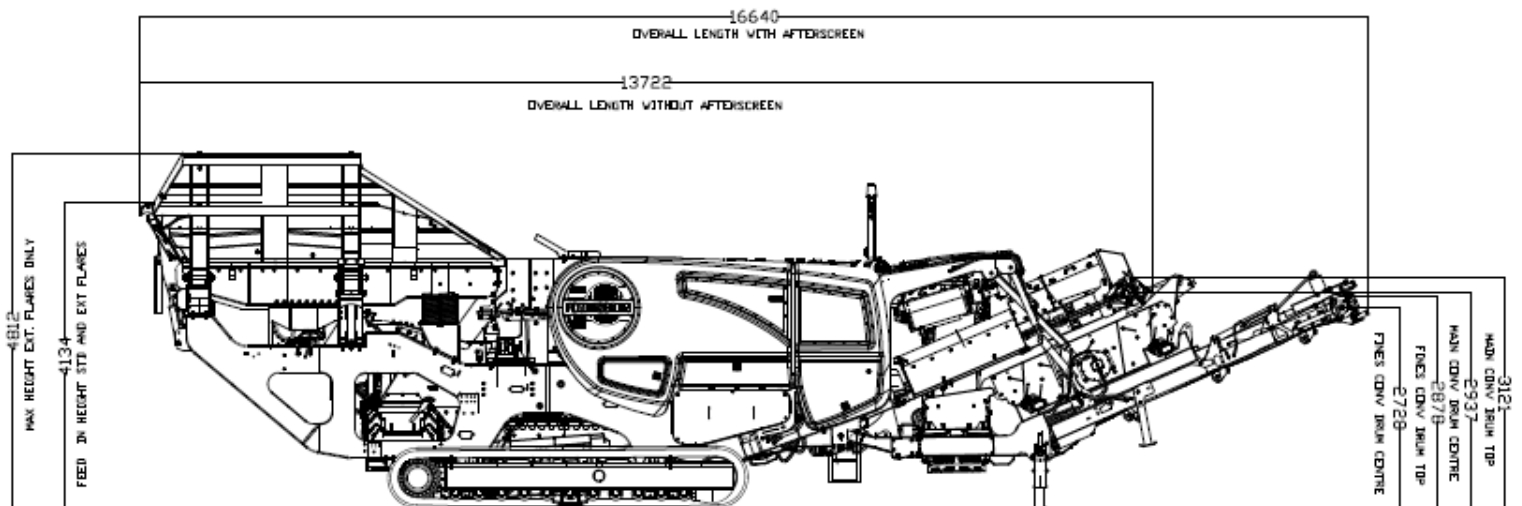 16640
OVERALL LENGTH WITH AFTERSCREEN
13722
OVERALL LENGTH WITHOUT AFTERSCREEN
4812
MAX HEIGHT EXT. FLARES ONLY
4134
FEED IN HEIGHT STD AND EXT FLARES
3121
MAIN CONV DRUM TOP
2937
MAIN CONV DRUM CENTRE
2878
FINES CONV DRUM TOP
2728
FINES CONV DRUM CENTRE